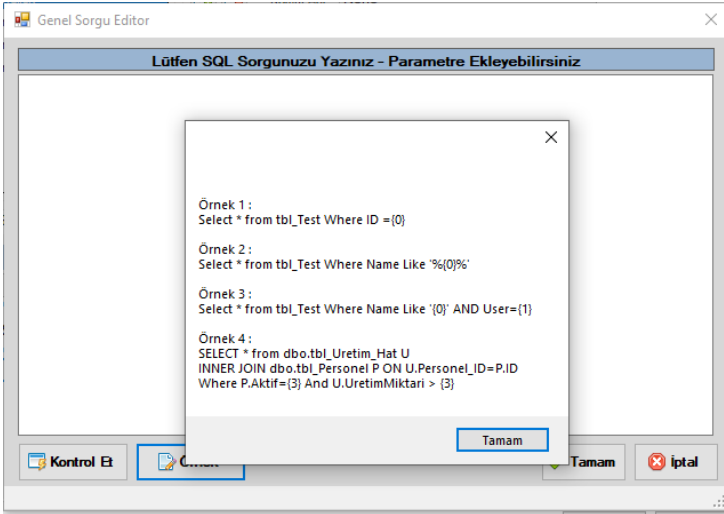 Genel Sorgu Editor
Lütfen SQL Sorgunuzu Yazınız - Parametre Ekleyebilirsiniz
Örnek 1 :
Select * from tbl_Test Where ID ={0}
Örnek 2 :
Select * from tbl_Test Where Name Like '%{0}%'
Örnek 3 :
Select * from tbl_Test Where Name Like '{0}' AND User={1}
Örnek 4 :
SELECT * from dbo.tbl_Uretim_Hat U
INNER JOIN dbo.tbl_Personel P ON U.Personel_ID=P.ID
Where P.Aktif={3} And U.UretimMiktari > {3}
Tamam
Kontrol Et
Tamam
İptal